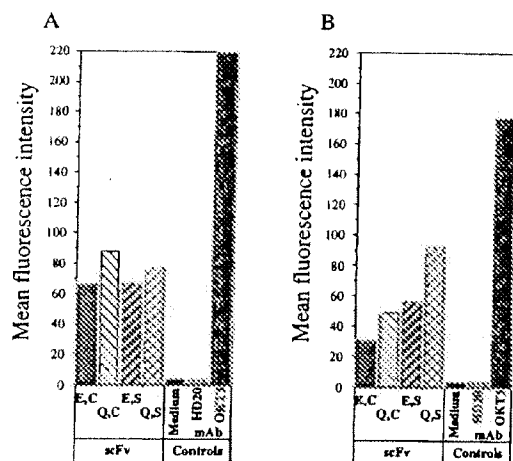 A
Mean fluorescence intensity
220
200
180
160
140
120
100
80
60
40
20
0
E,C
Q,C
E,S
Q,S
Medium
HD20
OKT3
mAb
scFv
Controls
B
Mean fluorescence intensity
220
200
180
160
140
120
100
80
60
40
20
0
E,C
Q,C
E,S
Q,S
Medium
OKT3
mAb
scFv
Controls